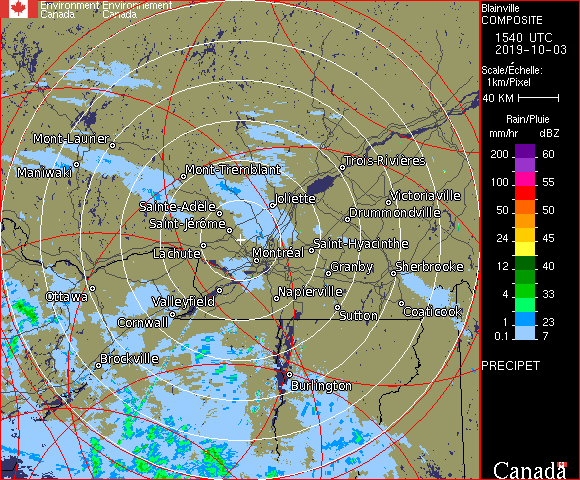 Environment Environnement
Canada Canada
Mont-Laurier
Maniwaki
Mont-Tremblant
Trois-Rivières
Sainte-Adele
Joliette
Victoriaville
Saint-Jérôme
Drummondville
Lachute
Montréal
Saint-Hyacinthe
Granby
Sherbrooke
Ottawa
Valleyfield
Napierville
Cornwall
Sutton
Coaticook
Brockville
Burlington
Blainville
COMPOSITE
1540 UTC
2019-10-03
Scale/Échelle:
1km/Pixel
40 KM
Rain/Pluie
mm/hr dBZ
200 60
100 55
50 50
24 45
12 40
4 33
1 23
0.1 7
PRECIPET
Canada